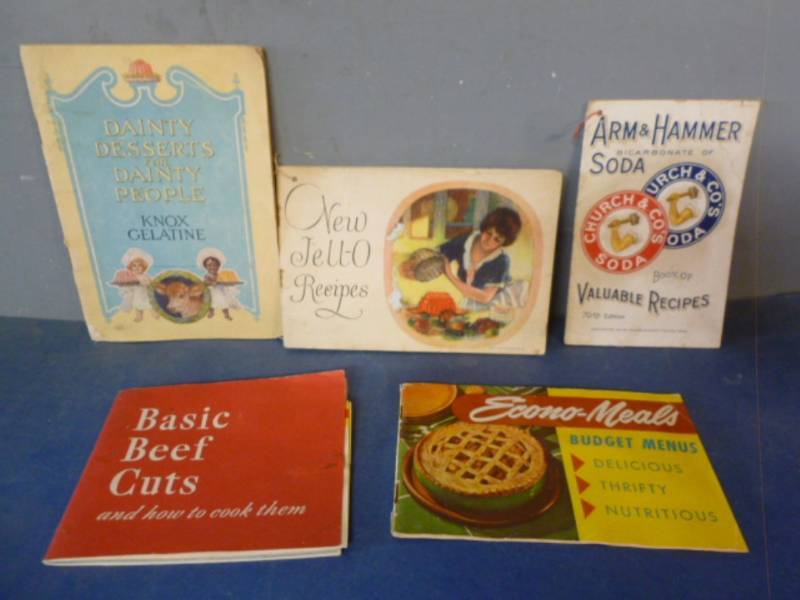 DAINTY
DESSERTS
FOR
DAINTY
PEOPLE
KNOX
GELATINE
New
Jell-O
Recipes
ARM & HAMMER
BICARBONATE OF
SODA
CHURCH & CO'S
SODA
URCH & CO'S
ODA
BOOK OF
VALUABLE RECIPES
Basic
Beef
Cuts
and how to cook them
Econo-Meals
BUDGET MENUS
DELICIOUS
THRIFTY
NUTRITIOUS